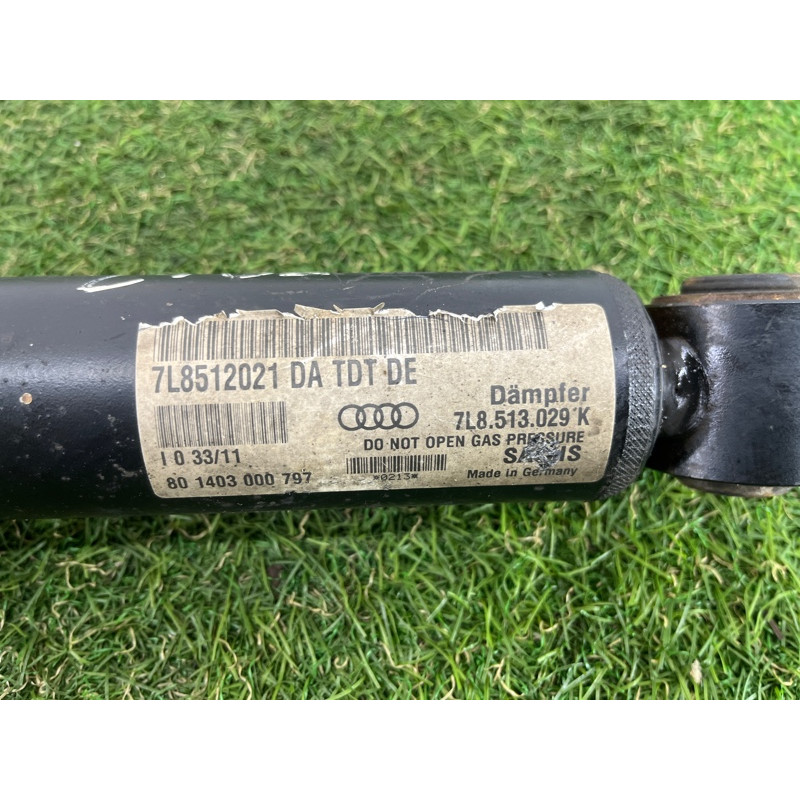 7L8512021 DA TDT DE
Dämpfer
7L8.513.029 K
DO NOT OPEN GAS PRESSURE
I 0 33/11
80 1403 000 797
*0213*
Made in Germany